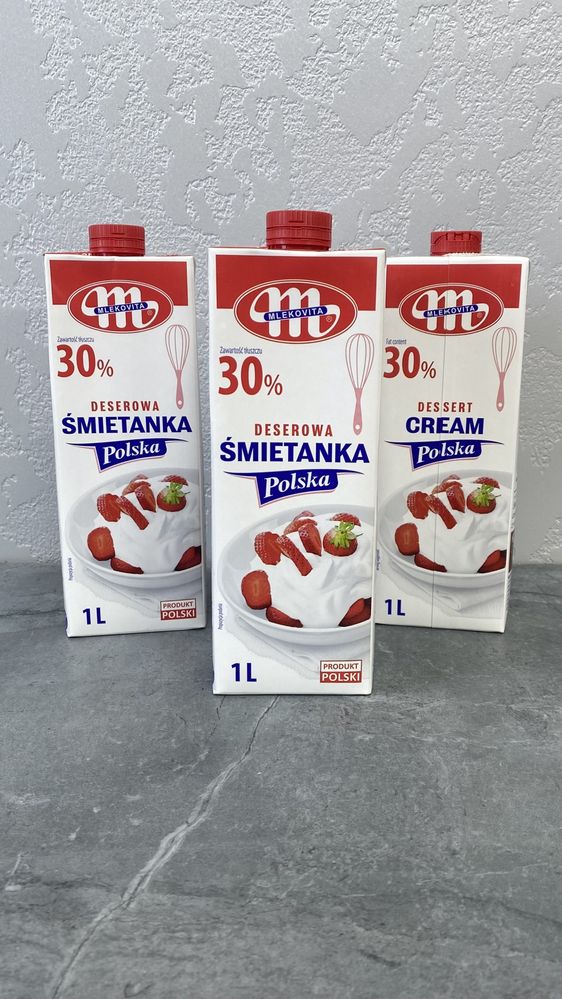 MLEKOVITA
Zawartość tłuszczu
30%
DESEROWA
ŚMIETANKA
Polska
1L
PRODUKT
POLSKI
MLEKOVITA
Zawartość tłuszczu
30%
DESEROWA
ŚMIETANKA
Polska
1L
PRODUKT
POLSKI
MLEKOVITA
Fat content
30%
DESSERT
CREAM
Polska
1L